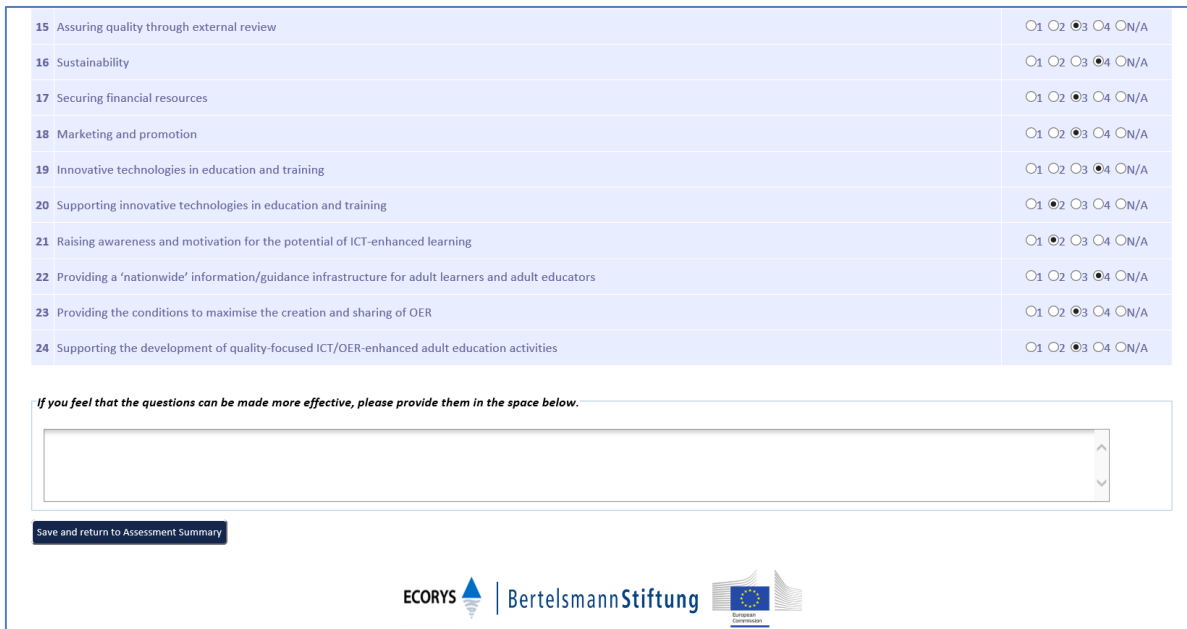 15 Assuring quality through external review 1 2 3 4 N/A
16 Sustainability 1 2 3 4 N/A
17 Securing financial resources 1 2 3 4 N/A
18 Marketing and promotion 1 2 3 4 N/A
19 Innovative technologies in education and training 1 2 3 4 N/A
20 Supporting innovative technologies in education and training 1 2 3 4 N/A
21 Raising awareness and motivation for the potential of ICT-enhanced learning 1 2 3 4 N/A
22 Providing a ‘nationwide’ information/guidance infrastructure for adult learners and adult educators 1 2 3 4 N/A
23 Providing the conditions to maximise the creation and sharing of OER 1 2 3 4 N/A
24 Supporting the development of quality-focused ICT/OER-enhanced adult education activities 1 2 3 4 N/A
If you feel that the questions can be made more effective, please provide them in the space below.
Save and return to Assessment Summary
ECORYS BertelsmannStiftung
European
Commission